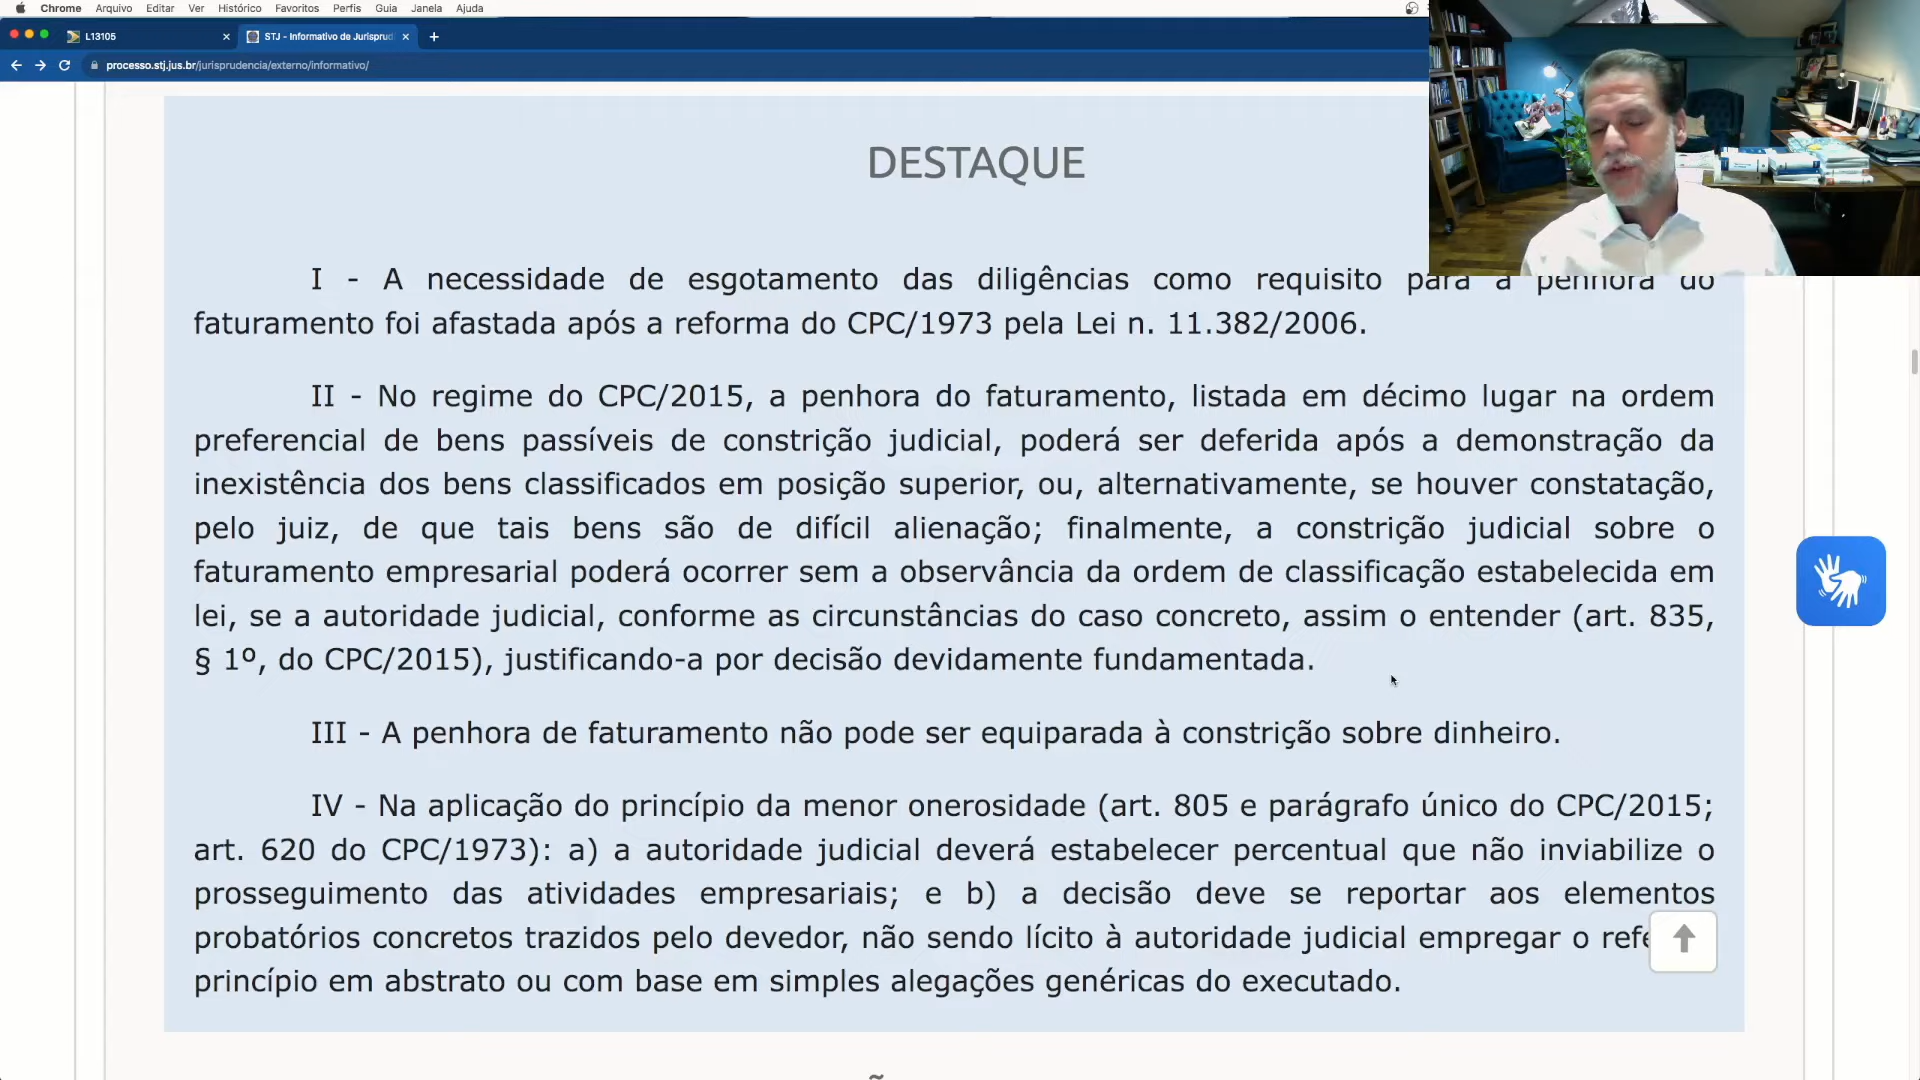 Chrome Arquivo Editar Ver Histórico Favoritos Perfis Guia Janela Ajuda
L13105
STJ - Informativo de Jurisprud
processo.stj.jus.br/jurisprudencia/externo/informativo/
DESTAQUE
I - A necessidade de esgotamento das diligências como requisito para a penhora do
faturamento foi afastada após a reforma do CPC/1973 pela Lei n. 11.382/2006.
II - No regime do CPC/2015, a penhora do faturamento, listada em décimo lugar na ordem
preferencial de bens passíveis de constrição judicial, poderá ser deferida após a demonstração da
inexistência dos bens classificados em posição superior, ou, alternativamente, se houver constatação,
pelo juiz, de que tais bens são de difícil alienação; finalmente, a constrição judicial sobre o
faturamento empresarial poderá ocorrer sem a observância da ordem de classificação estabelecida em
lei, se a autoridade judicial, conforme as circunstâncias do caso concreto, assim o entender (art. 835,
§ 1º, do CPC/2015), justificando-a por decisão devidamente fundamentada.
III - A penhora de faturamento não pode ser equiparada à constrição sobre dinheiro.
IV - Na aplicação do princípio da menor onerosidade (art. 805 e parágrafo único do CPC/2015;
art. 620 do CPC/1973): a) a autoridade judicial deverá estabelecer percentual que não inviabilize o
prosseguimento das atividades empresariais; e b) a decisão deve se reportar aos elementos
probatórios concretos trazidos pelo devedor, não sendo lícito à autoridade judicial empregar o refe
princípio em abstrato ou com base em simples alegações genéricas do executado.